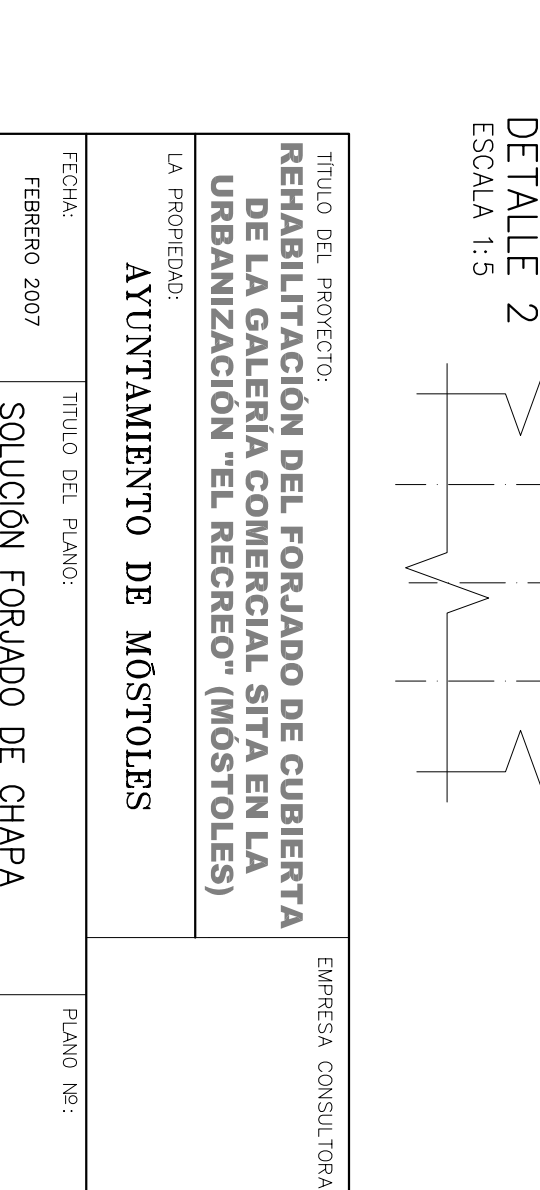 DETALLE 2
ESCALA 1:5
TÍTULO DEL PROYECTO:
REHABILITACIÓN DEL FORJADO DE CUBIERTA
DE LA GALERÍA COMERCIAL SITA EN LA
URBANIZACIÓN "EL RECREO" (MÓSTOLES)
EMPRESA CONSULTORA
LA PROPIEDAD:
AYUNTAMIENTO DE MÓSTOLES
FECHA:
FEBRERO 2007
TITULO DEL PLANO:
SOLUCIÓN FORJADO DE CHAPA
PLANO Nº: